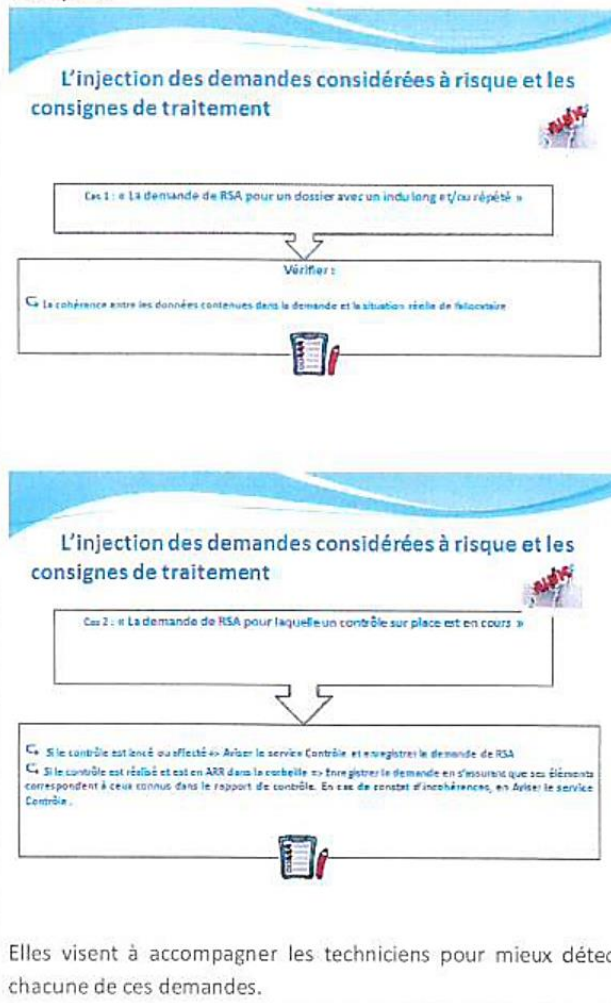 L'injection des demandes considérées à risque et les
consignes de traitement
RISK
Cas 1 : « La demande de RSA pour un dossier avec un indu long et/ou répété »
Vérifier :
La cohérence entre les données contenues dans la demande et la situation réelle de l'allocataire
L'injection des demandes considérées à risque et les
consignes de traitement
RISK
Cas 2 : « La demande de RSA pour laquelle un contrôle sur place est en cours »
Si le contrôle est lancé ou affecté => Aviser le service Contrôle et enregistrer la demande de RSA
Si le contrôle est réalisé et est en ARR dans la corbeille => Enregistrer la demande en s'assurant que ses éléments
correspondent à ceux connus dans le rapport de contrôle. En cas de constat d'incohérences, en Aviser le service
Contrôle .
Elles visent à accompagner les techniciens pour mieux détec
chacune de ces demandes.